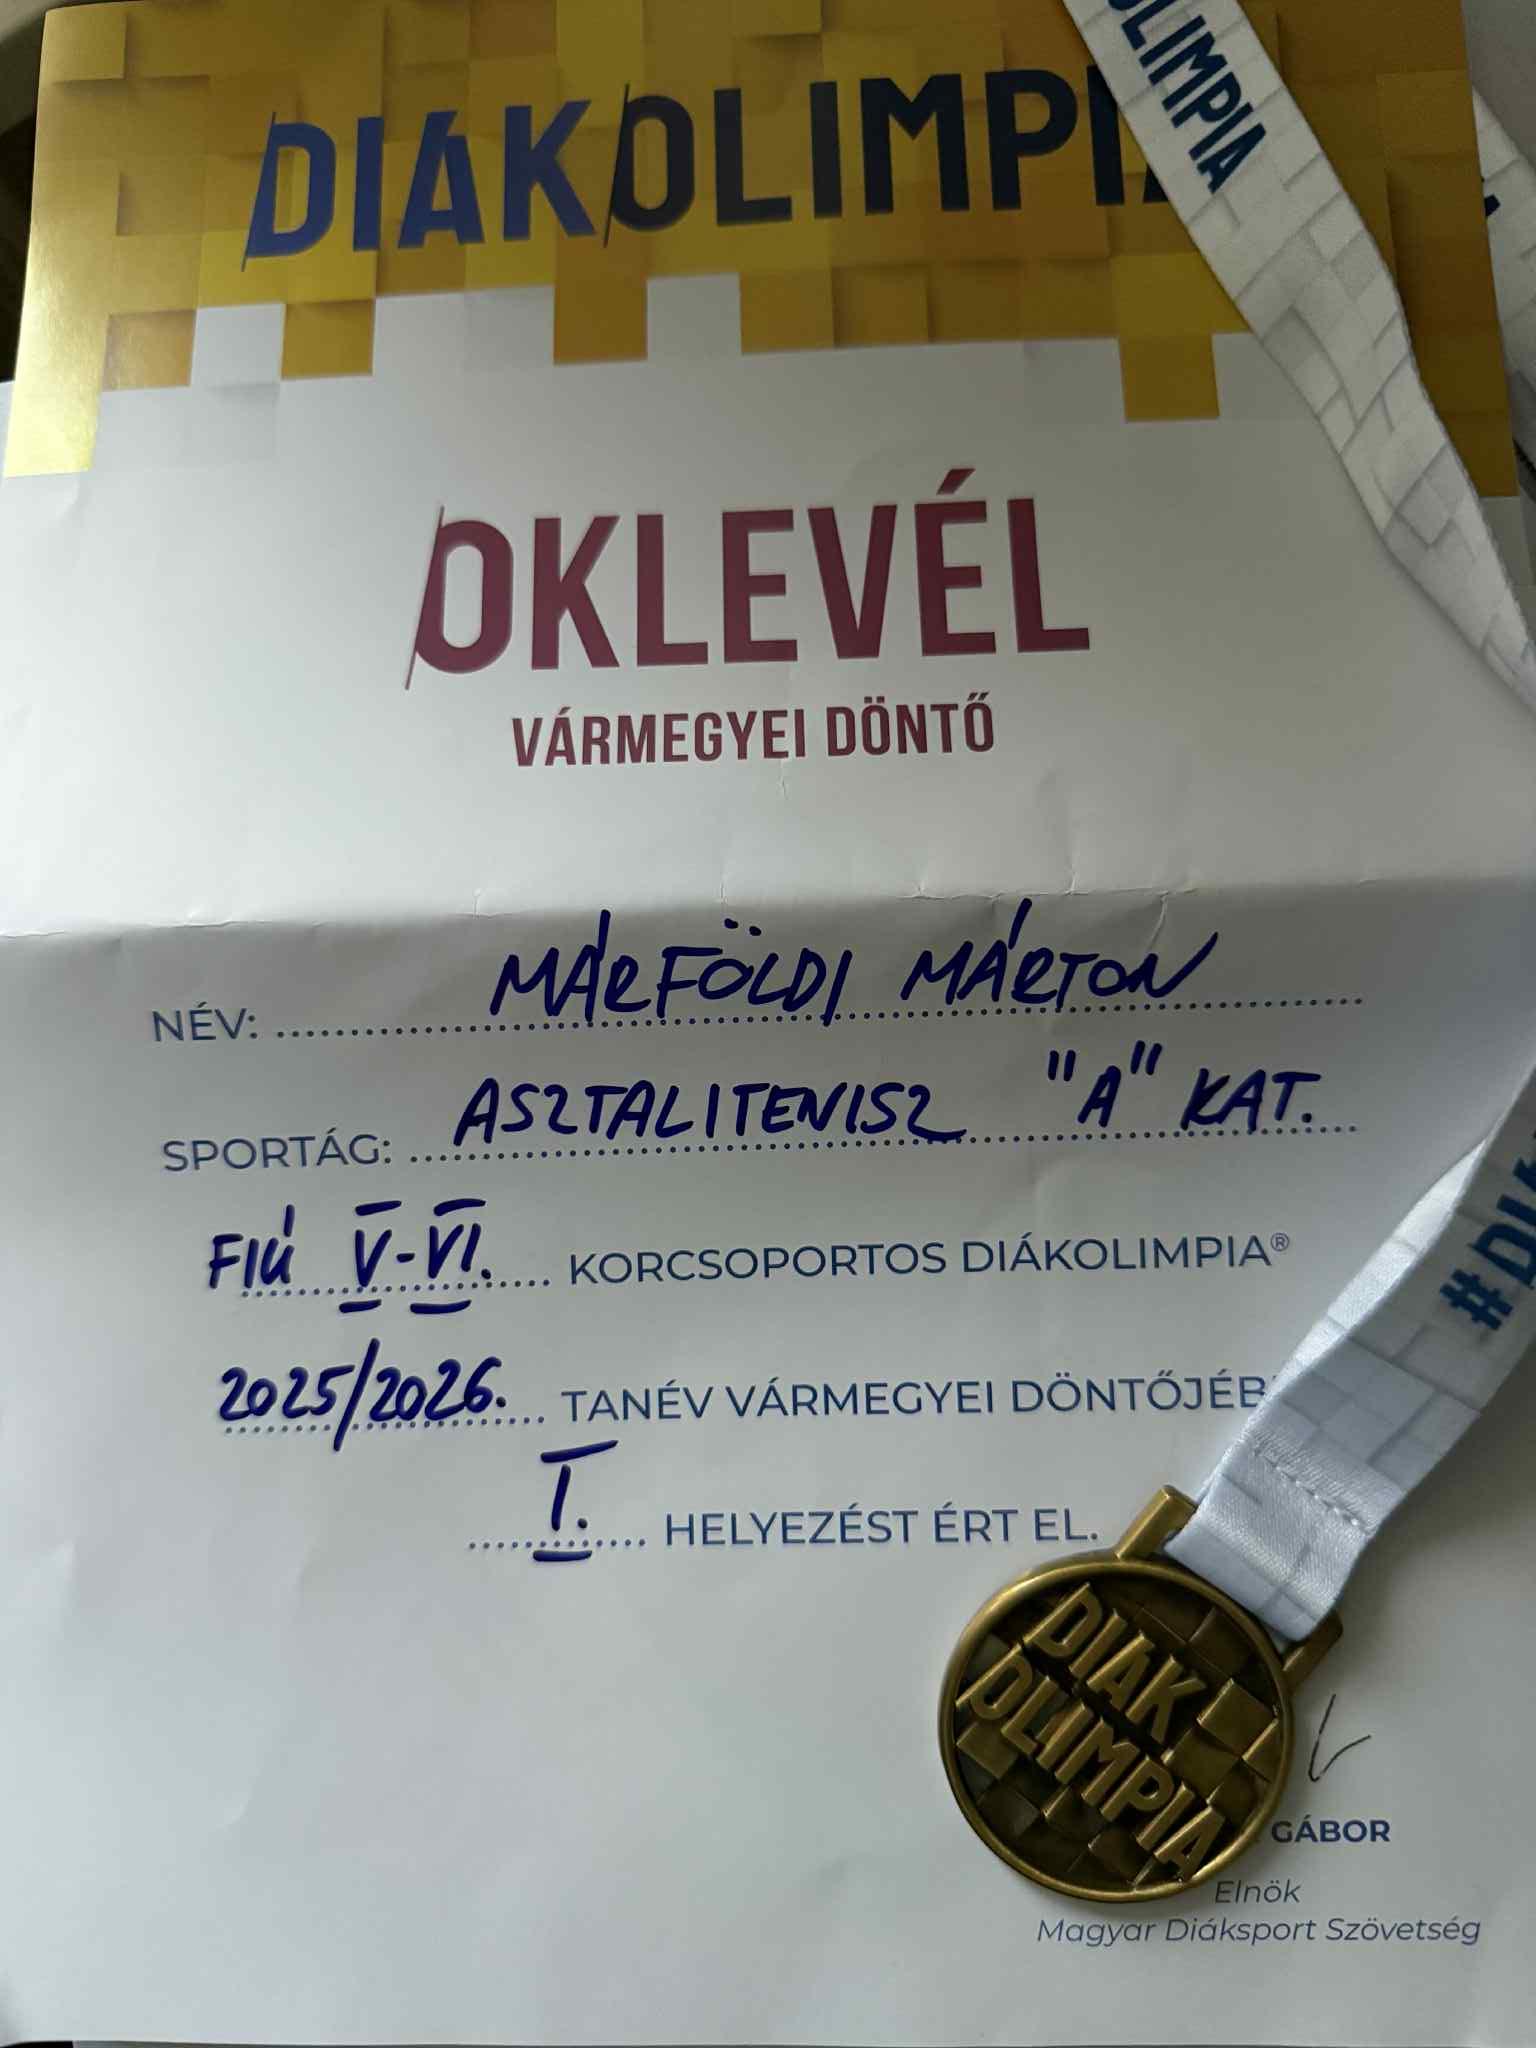 DIÁKOLIMPIA
OLIMPIA
OKLEVÉL
VÁRMEGYEI DÖNTŐ
NÉV: MÁRFÖLDI MÁRTON
SPORTÁG: ASZTALITENISZ "A" KAT.
FIÚ V-VI. KORCSOPORTOS DIÁKOLIMPIA®
2025/2026. TANÉV VÁRMEGYEI DÖNTŐJÉB
I. HELYEZÉST ÉRT EL.
DIÁK
OLIMPIA
GÁBOR
Elnök
Magyar Diáksport Szövetség